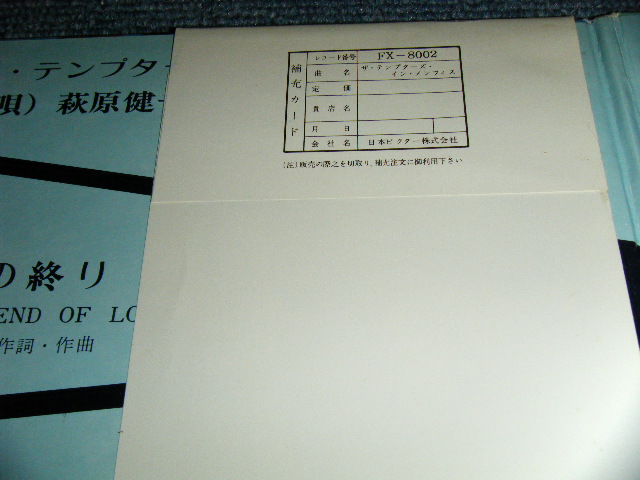 ・テンプター
唄）萩原健一
の終り
END OF LO
作詞・作曲
補充カード
レコード番号 FX－8002
曲名 ザ・テンプターズ・イン・メンフィス
定価
貴店名
月日
会社名 日本ビクター株式会社
(注)販売の際之を切取り、補充注文に御利用下さい